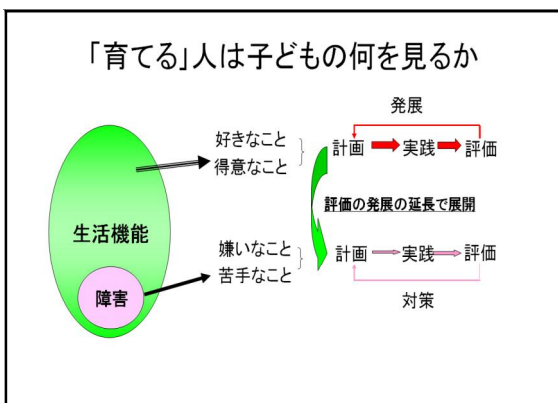 「育てる」人は子どもの何を見るか
発展
好きなこと
得意なこと
計画 実践 評価
評価の発展の延長で展開
生活機能
障害
嫌いなこと
苦手なこと
計画 実践 評価
対策